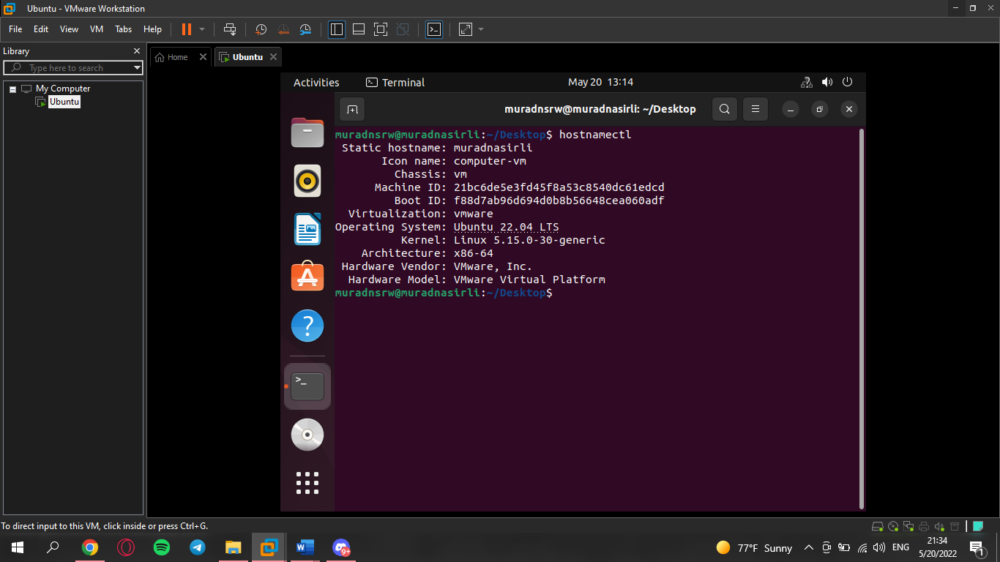 Ubuntu - VMware Workstation
File Edit View VM Tabs Help
Library
Home
Ubuntu
Type here to search
My Computer
Ubuntu
Activities
Terminal
May 20 13:14
muradnsrw@muradnasirli: ~/Desktop
muradnsrw@muradnasirli:~/Desktop$ hostnamectl
Static hostname: muradnasirli
Icon name: computer-vm
Chassis: vm
Machine ID: 21bc6de5e3fd45f8a53c8540dc61edcd
Boot ID: f88d7ab96d694d0b8b56648cea060adf
Virtualization: vmware
Operating System: Ubuntu 22.04 LTS
Kernel: Linux 5.15.0-30-generic
Architecture: x86-64
Hardware Vendor: VMware, Inc.
Hardware Model: VMware Virtual Platform
muradnsrw@muradnasirli:~/Desktop$
To direct input to this VM, click inside or press Ctrl+G.
9+
77°F Sunny
ENG
21:34
5/20/2022
1